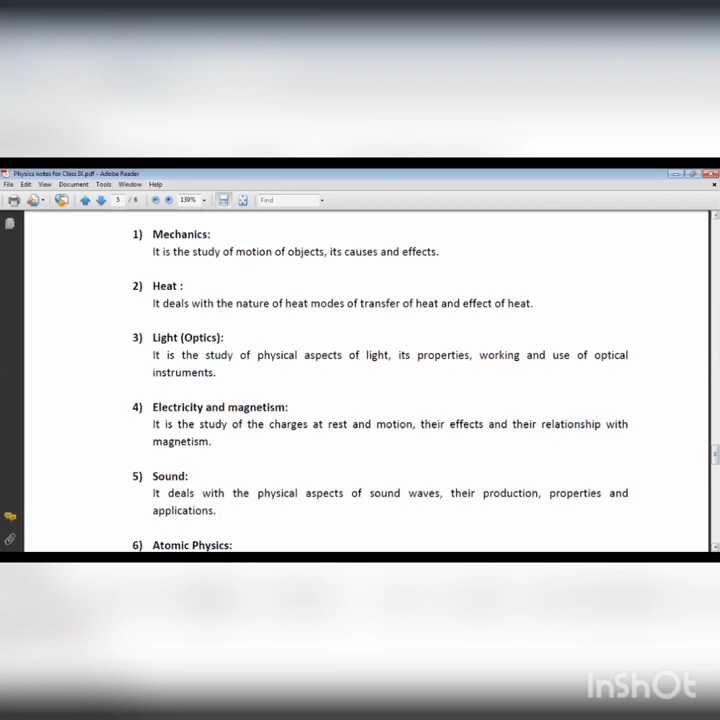 Physics notes for Class IX.pdf - Adobe Reader
File Edit View Document Tools Window Help
5 / 6 139% Find
1) Mechanics:
It is the study of motion of objects, its causes and effects.
2) Heat :
It deals with the nature of heat modes of transfer of heat and effect of heat.
3) Light (Optics):
It is the study of physical aspects of light, its properties, working and use of optical
instruments.
4) Electricity and magnetism:
It is the study of the charges at rest and motion, their effects and their relationship with
magnetism.
5) Sound:
It deals with the physical aspects of sound waves, their production, properties and
applications.
6) Atomic Physics:
InShOt